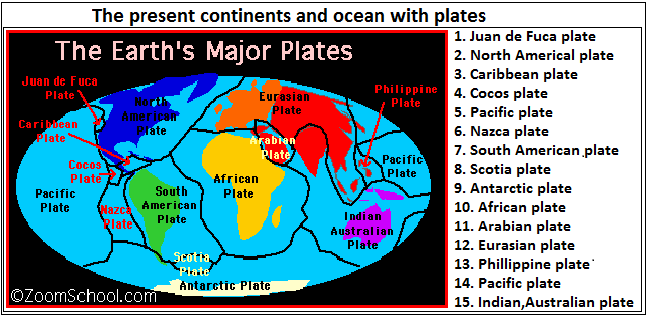 The present continents and ocean with plates
The Earth's Major Plates
Juan de Fuca
Plate
North
American
Plate
Eurasian
Plate
Philippine
Plate
Caribbean
Plate
Arabian
Plate
Cocos
Plate
Pacific
Plate
African
Plate
Pacific
Plate
South
American
Plate
Nazca
Plate
Indian
Australian
Plate
Scotia
Plate
Antarctic Plate
©ZoomSchool.com
1. Juan de Fuca plate
2. North Americal plate
3. Caribbean plate
4. Cocos plate
5. Pacific plate
6. Nazca plate
7. South American plate
8. Scotia plate
9. Antarctic plate
10. African plate
11. Arabian plate
12. Eurasian plate
13. Phillippine plate
14. Pacific plate
15. Indian,Australian plate